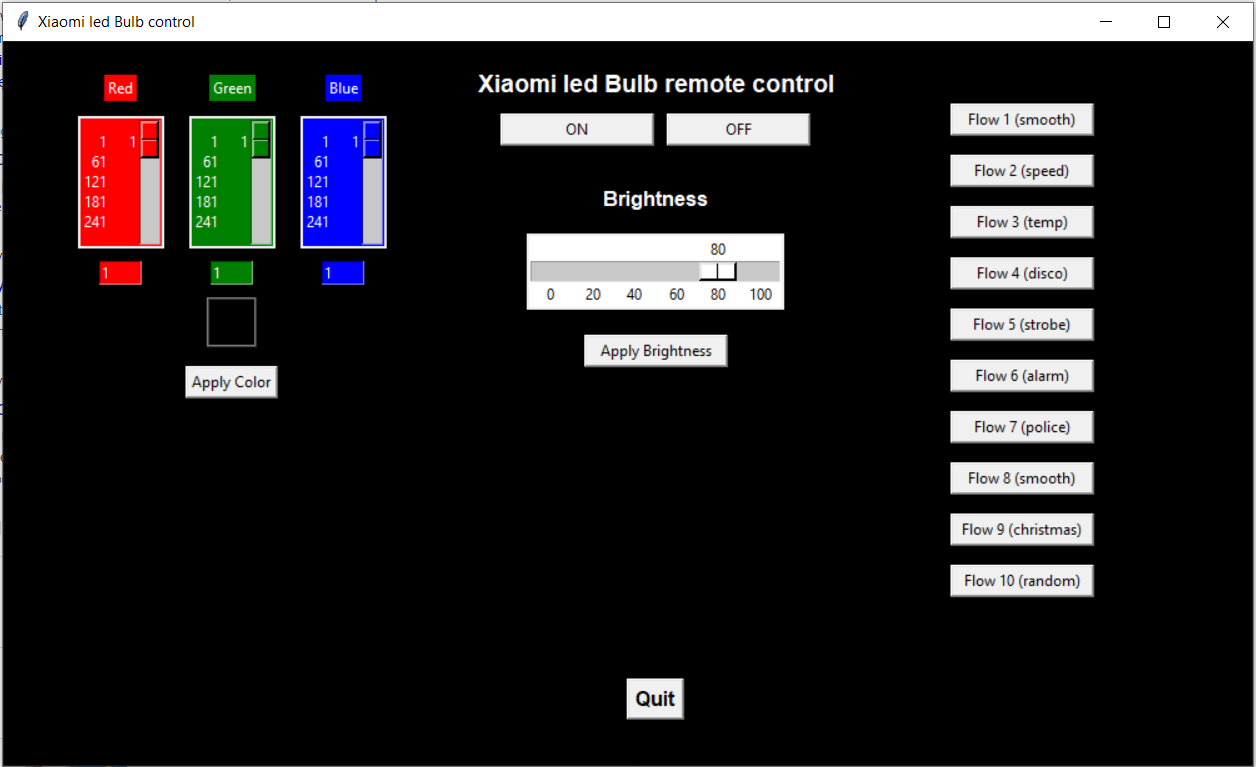 Xiaomi led Bulb control
Red
Green
Blue
1 1
61
121
181
241
1
1 1
61
121
181
241
1
1 1
61
121
181
241
1
Apply Color
Xiaomi led Bulb remote control
ON OFF
Brightness
80
0 20 40 60 80 100
Apply Brightness
Flow 1 (smooth)
Flow 2 (speed)
Flow 3 (temp)
Flow 4 (disco)
Flow 5 (strobe)
Flow 6 (alarm)
Flow 7 (police)
Flow 8 (smooth)
Flow 9 (christmas)
Flow 10 (random)
Quit